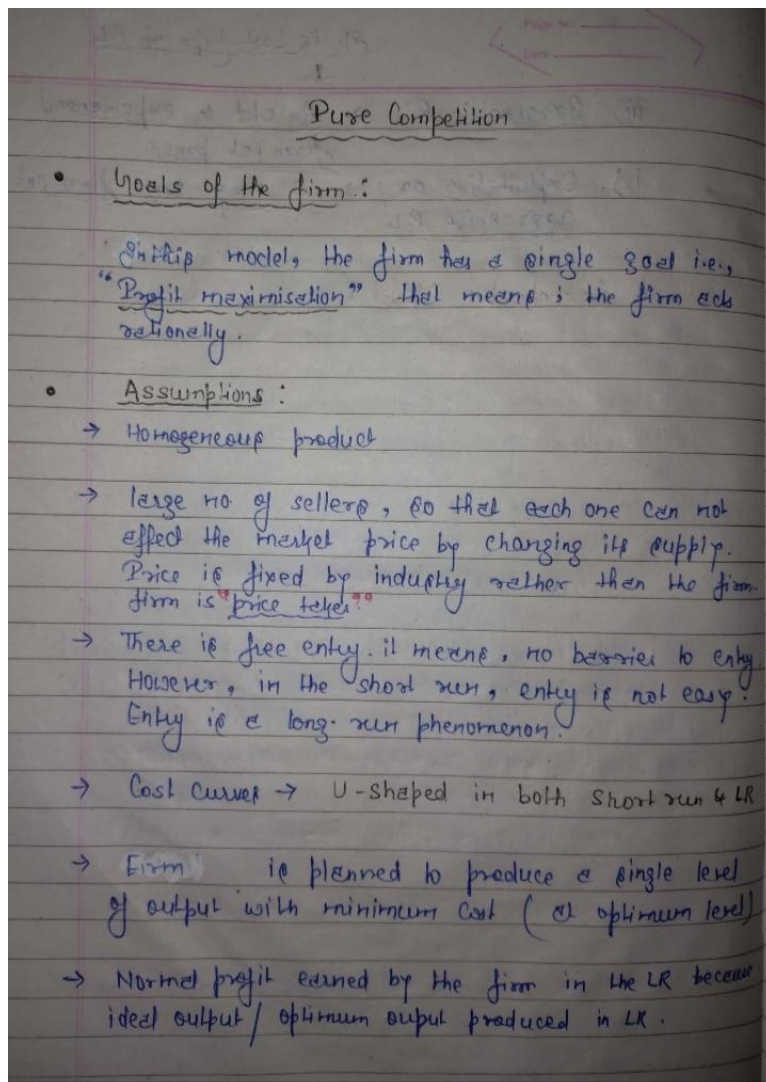 Pure Competition
• Goals of the firm :
In this model, the firm has a single goal i.e.,
"Profit maximisation" that means ; the firm acts
rationally.
• Assumptions :
→ Homogeneous product
→ large no of sellers, so that each one can not
affect the market price by changing its supply.
Price is fixed by industry rather than the firm.
firm is "price taker"
→ There is free entry. it means, no barrier to entry.
However, in the short run, entry is not easy.
Entry is a long-run phenomenon.
→ Cost curves → U-shaped in both Short run & LR
→ Firm is planned to produce a single level
of output with minimum cost ( at optimum level)
→ Normal profit earned by the firm in the LR because
ideal output / optimum ouput produced in LR.